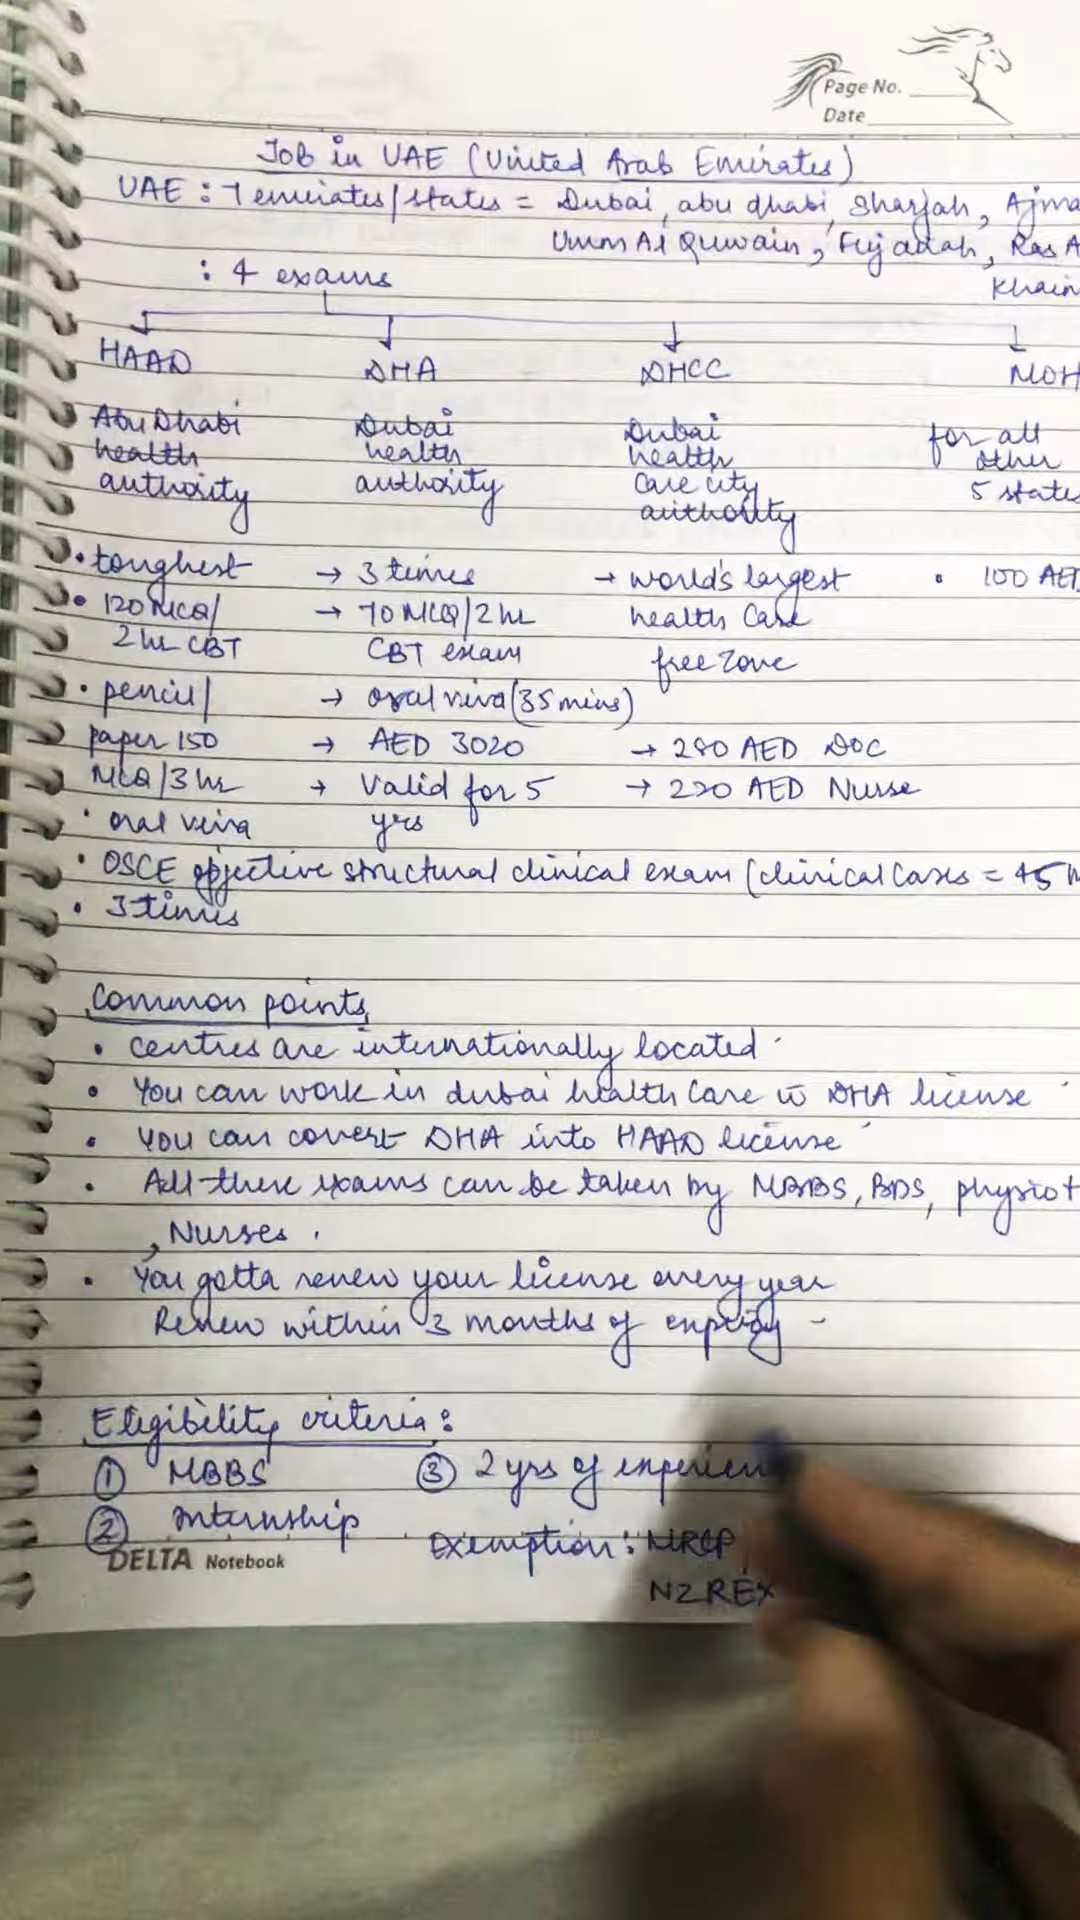 Page No.
Date
Job in UAE (United Arab Emirates)
UAE : 7 emirates/states = Dubai, abu dhabi, Sharjah, Ajma
Umm Al Quwain, Fujairah, Ras A
Khaim
: 4 exams
HAAD DHA DHCC MOH
Abu Dhabi health authority
Dubai health authority
Dubai health care city authority
for all other 5 states
• toughest
• 120 MCQ/
2 hr CBT
• pencil/
paper 150
MCQ/3 hr
• oral viva
→ 3 times
→ 70 MCQ/2 hr
CBT exam
→ oral viva (35 mins)
→ AED 3020
→ Valid for 5
yrs
→ world's largest
health care
free zone
→ 280 AED Doc
→ 220 AED Nurse
• 100 AED
• OSCE objective structural clinical exam (clinical cases = 45 m
• 3 times
Common points
• centres are internationally located.
• You can work in dubai health care w DHA license
• You can covert DHA into HAAD license
• All these exams can be taken by MBBS, BDS, physiot
, Nurses.
• You gotta renew your license every year
Renew within 3 months of expiry -
Eligibility criteria :
① MBBS ③ 2 yrs of experien
② Internship
Exemption : MRCP,
NZREX
DELTA Notebook